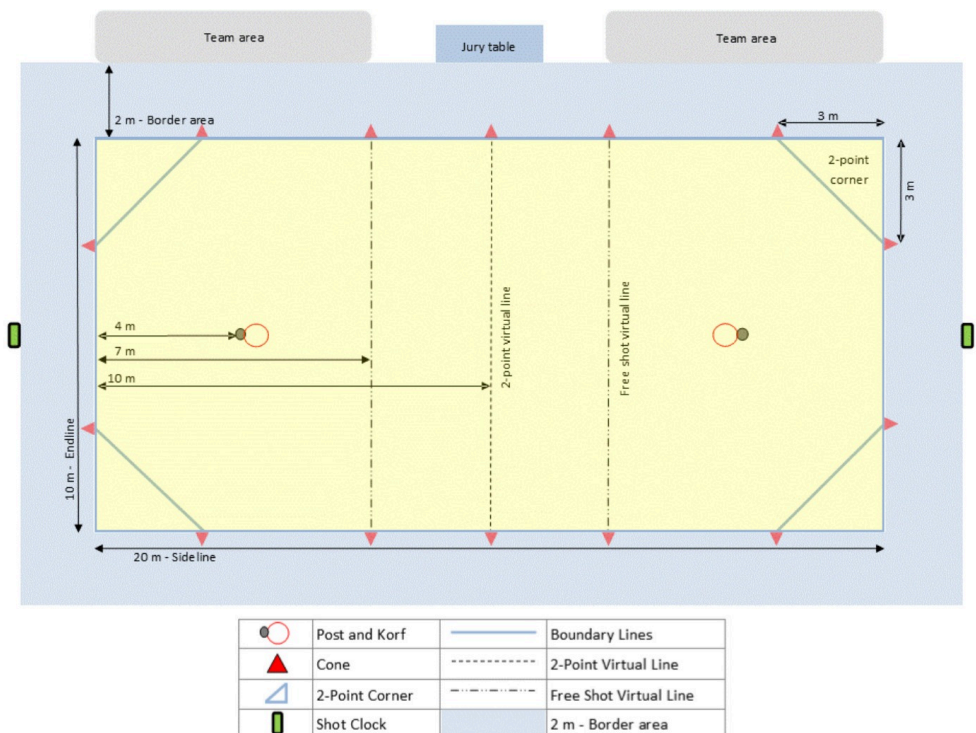 Team area
Jury table
Team area
2 m - Border area
3 m
2-point
corner
3 m
4 m
7 m
10 m
2-point virtual line
Free shot virtual line
10 m - Endline
20 m - Sideline
Post and Korf
Boundary Lines
Cone
2-Point Virtual Line
2-Point Corner
Free Shot Virtual Line
Shot Clock
2 m - Border area